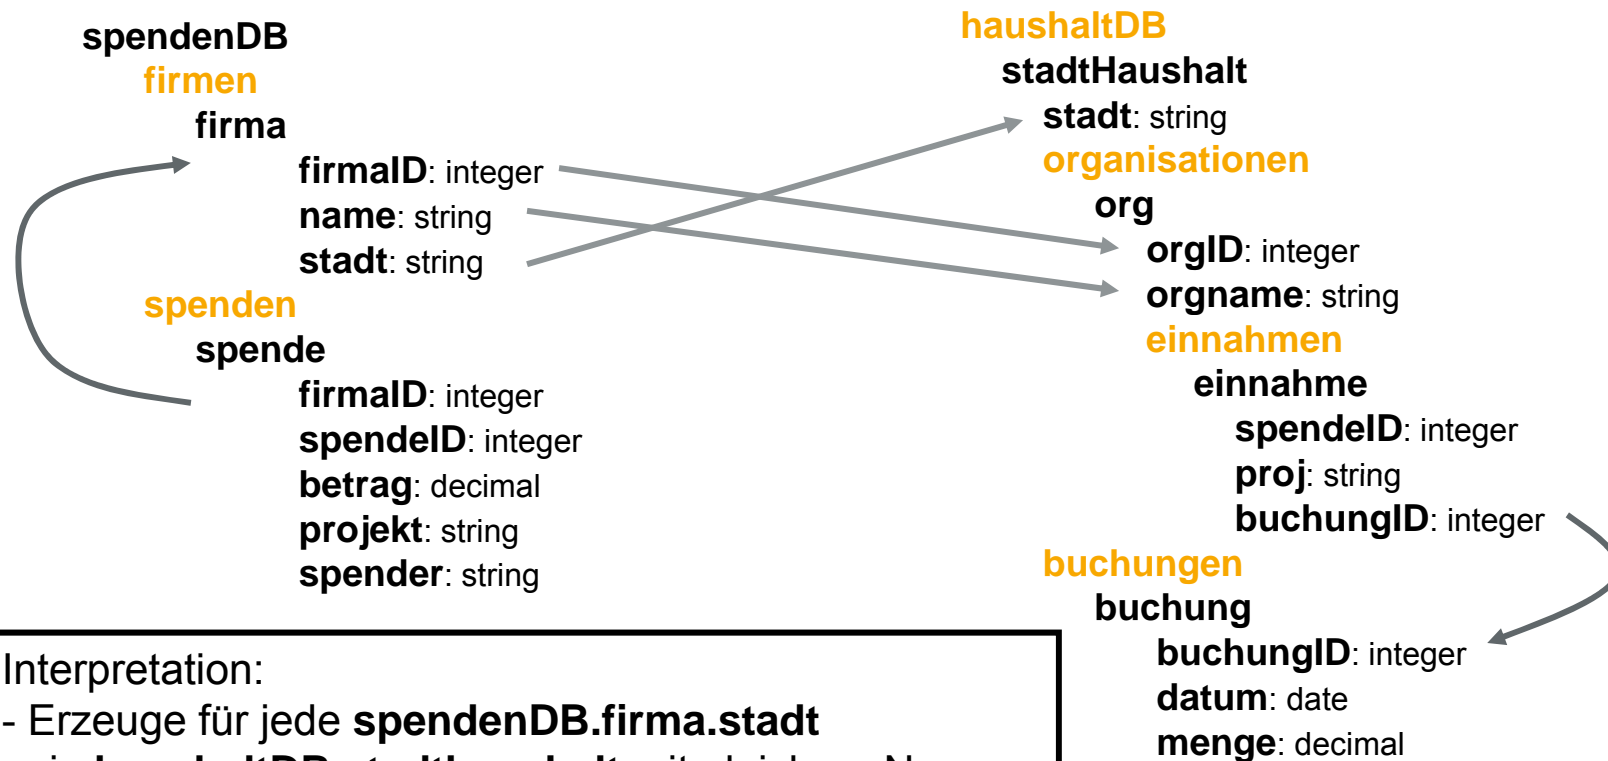 spendenDB
firmen
firma
firmaID: integer
name: string
stadt: string
spenden
spende
firmaID: integer
spendeID: integer
betrag: decimal
projekt: string
spender: string
haushaltDB
stadtHaushalt
stadt: string
organisationen
org
orgID: integer
orgname: string
einnahmen
einnahme
spendeID: integer
proj: string
buchungID: integer
buchungen
buchung
buchungID: integer
datum: date
menge: decimal
Interpretation:
- Erzeuge für jede spendenDB.firma.stadt